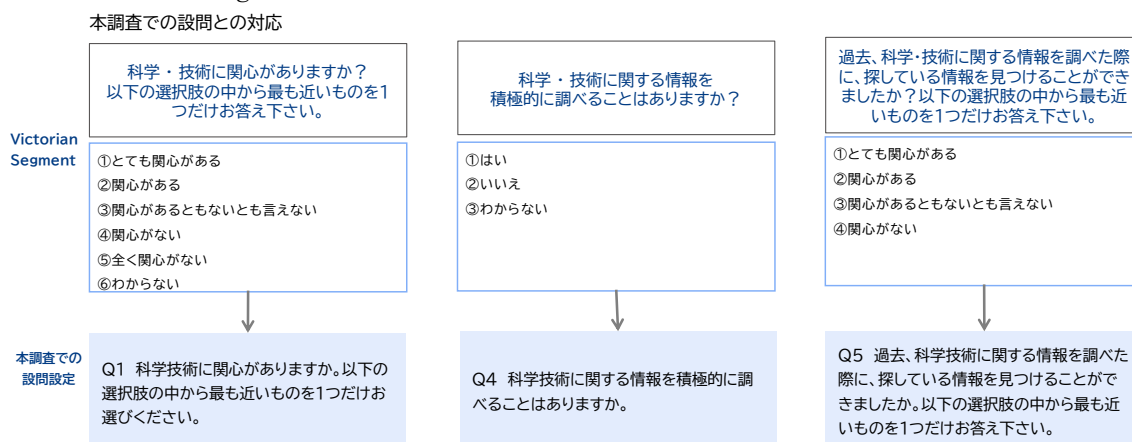 本調査での設問との対応
科学・技術に関心がありますか？
以下の選択肢の中から最も近いものを1
つだけお答え下さい。
科学・技術に関する情報を
積極的に調べることはありますか？
過去、科学・技術に関する情報を調べた際
に、探している情報を見つけることができ
ましたか？以下の選択肢の中から最も近
いものを1つだけお答え下さい。
Victorian
Segment
①とても関心がある
②関心がある
③関心があるともないとも言えない
④関心がない
⑤全く関心がない
⑥わからない
①はい
②いいえ
③わからない
①とても関心がある
②関心がある
③関心があるともないとも言えない
④関心がない
本調査での
設問設定
Q1 科学技術に関心がありますか。以下の
選択肢の中から最も近いものを1つだけお
選びください。
Q4 科学技術に関する情報を積極的に調
べることはありますか。
Q5 過去、科学技術に関する情報を調べた
際に、探している情報を見つけることがで
きましたか。以下の選択肢の中から最も近
いものを1つだけお答え下さい。